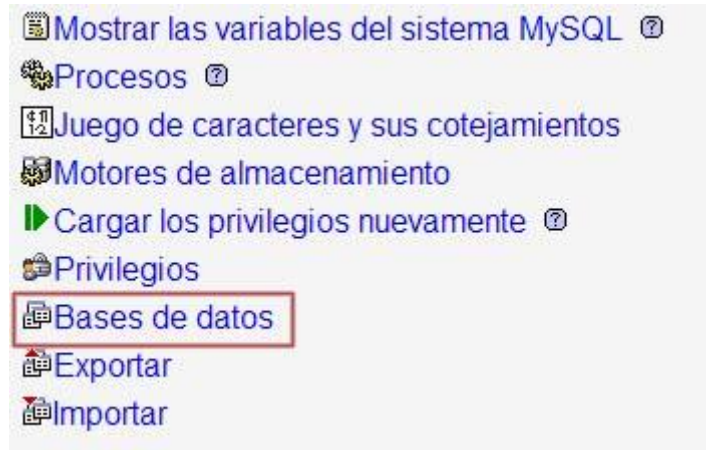 Mostrar las variables del sistema MySQL
Procesos
Juego de caracteres y sus cotejamientos
Motores de almacenamiento
Cargar los privilegios nuevamente
Privilegios
Bases de datos
Exportar
Importar